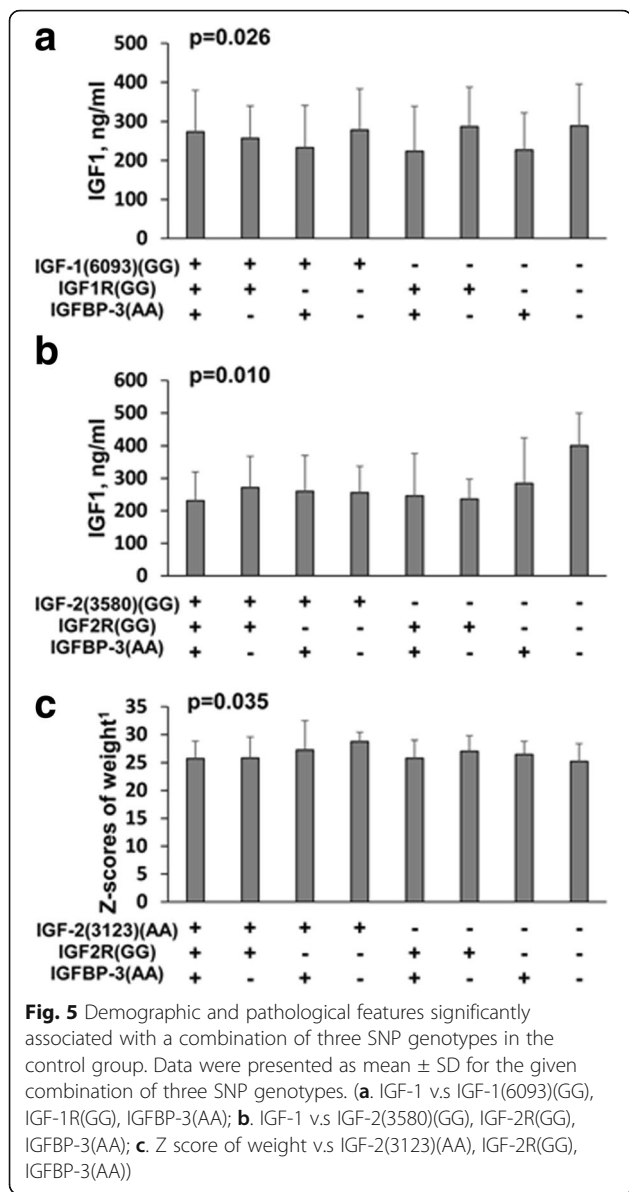 a
p=0.026
500
400
300
200
100
0
IGF1, ng/ml
IGF-1(6093)(GG) + + + + - - - -
IGF1R(GG) + + - - + + - -
IGFBP-3(AA) + - + - + - + -
b
p=0.010
600
500
400
300
200
100
0
IGF1, ng/ml
IGF-2(3580)(GG) + + + + - - - -
IGF2R(GG) + + - - + + - -
IGFBP-3(AA) + - + - + - + -
c
p=0.035
35
30
25
20
15
10
5
0
Z-scores of weight¹
IGF-2(3123)(AA) + + + + - - - -
IGF2R(GG) + + - - + + - -
IGFBP-3(AA) + - + - + - + -
Fig. 5 Demographic and pathological features significantly
associated with a combination of three SNP genotypes in the
control group. Data were presented as mean ± SD for the given
combination of three SNP genotypes. (a. IGF-1 v.s IGF-1(6093)(GG),
IGF-1R(GG), IGFBP-3(AA); b. IGF-1 v.s IGF-2(3580)(GG), IGF-2R(GG),
IGFBP-3(AA); c. Z score of weight v.s IGF-2(3123)(AA), IGF-2R(GG),
IGFBP-3(AA))